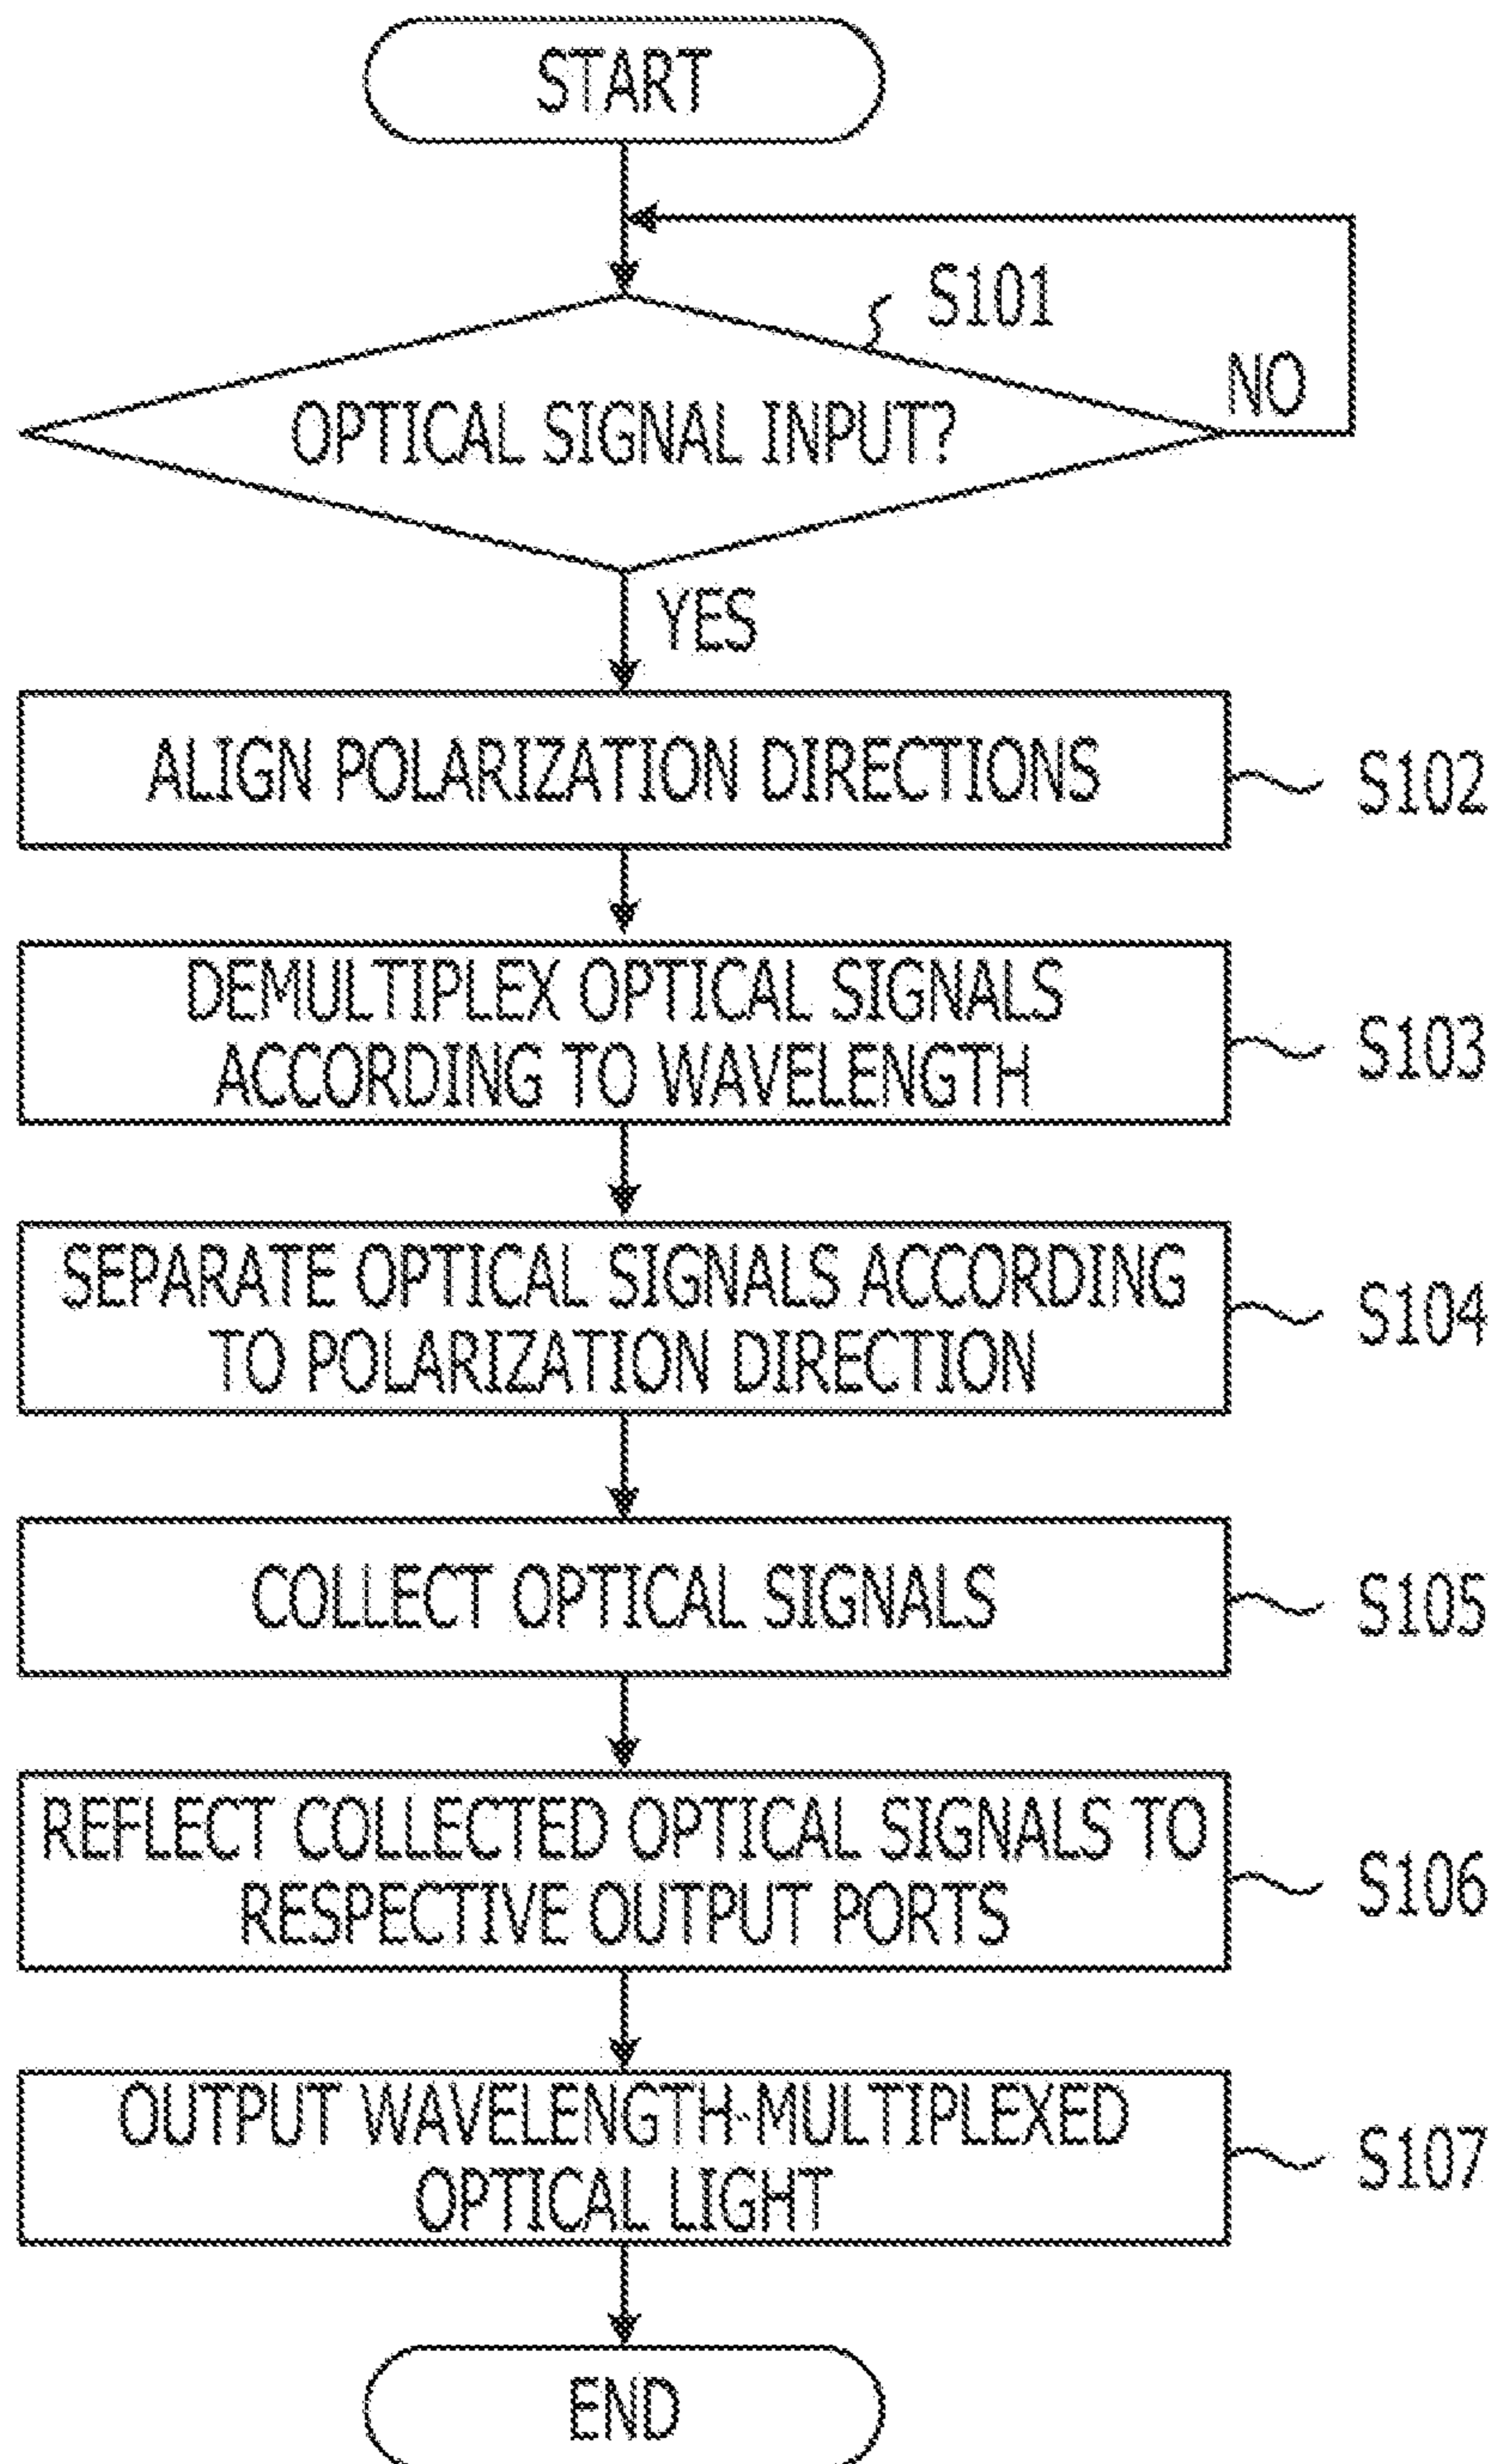 START
S101
NO
OPTICAL SIGNAL INPUT?
YES
ALIGN POLARIZATION DIRECTIONS
S102
DEMULTIPLEX OPTICAL SIGNALS
ACCORDING TO WAVELENGTH
S103
SEPARATE OPTICAL SIGNALS ACCORDING
TO POLARIZATION DIRECTION
S104
COLLECT OPTICAL SIGNALS
S105
REFLECT COLLECTED OPTICAL SIGNALS TO
RESPECTIVE OUTPUT PORTS
S106
OUTPUT WAVELENGTH-MULTIPLEXED
OPTICAL LIGHT
S107
END